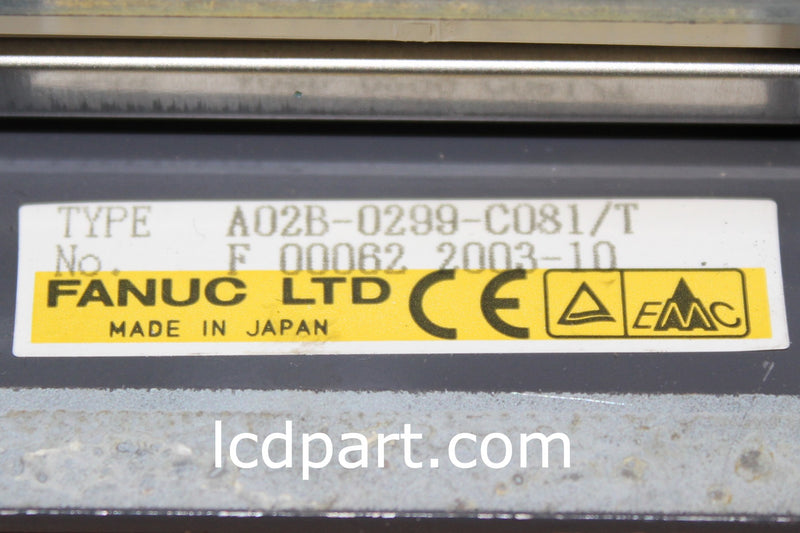 TYPE A02B-0299-C081/T
No. F 00062 2003-10
FANUC LTD CE EMC
MADE IN JAPAN
lcdpart.com